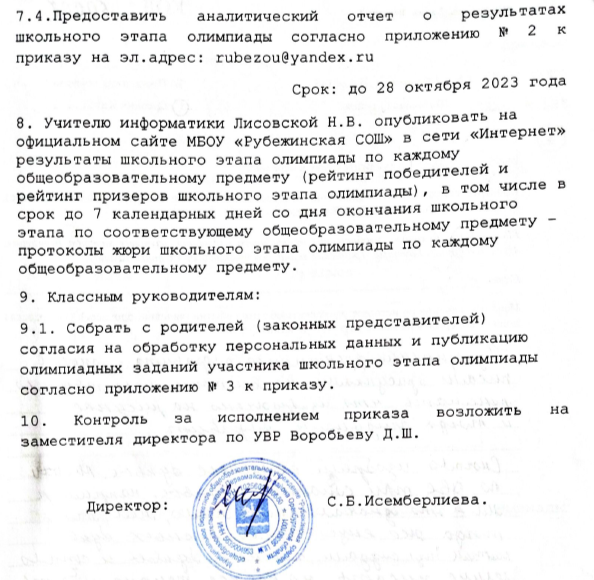 7.4.Предоставить аналитический отчет о результатах
школьного этапа олимпиады согласно приложению № 2 к
приказу на эл.адрес: rubezou@yandex.ru
Срок: до 28 октября 2023 года
8. Учителю информатики Лисовской Н.В. опубликовать на
официальном сайте МБОУ «Рубежинская СОШ» в сети «Интернет»
результаты школьного этапа олимпиады по каждому
общеобразовательному предмету (рейтинг победителей и
рейтинг призеров школьного этапа олимпиады), в том числе в
срок до 7 календарных дней со дня окончания школьного
этапа по соответствующему общеобразовательному предмету –
протоколы жюри школьного этапа олимпиады по каждому
общеобразовательному предмету.
9. Классным руководителям:
9.1. Собрать с родителей (законных представителей)
согласия на обработку персональных данных и публикацию
олимпиадных заданий участника школьного этапа олимпиады
согласно приложению № 3 к приказу.
10. Контроль за исполнением приказа возложить на
заместителя директора по УВР Воробьеву Д.Ш.
Директор: С.Б.Исемберлиева.